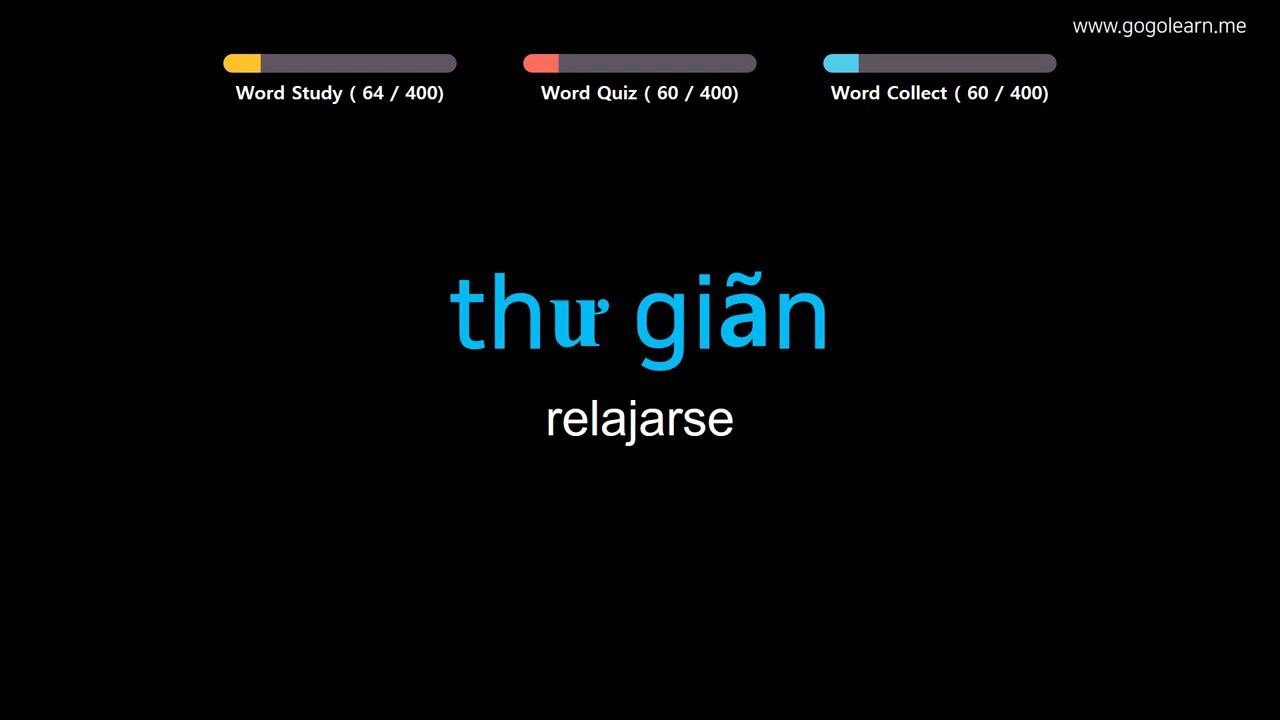 www.gogolearn.me
Word Study ( 64 / 400)
Word Quiz ( 60 / 400)
Word Collect ( 60 / 400)
thư giãn
relajarse